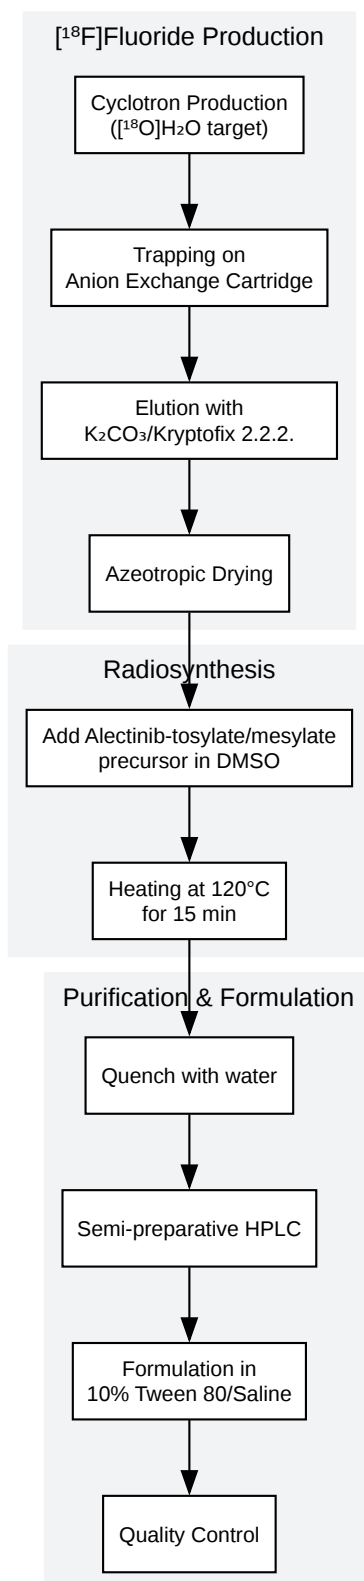 [¹⁸F]Fluoride Production
Cyclotron Production
([¹⁸O]H₂O target)
Trapping on
Anion Exchange Cartridge
Elution with
K₂CO₃/Kryptofix 2.2.2.
Azeotropic Drying
Radiosynthesis
Add Alectinib-tosylate/mesylate
precursor in DMSO
Heating at 120°C
for 15 min
Purification & Formulation
Quench with water
Semi-preparative HPLC
Formulation in
10% Tween 80/Saline
Quality Control